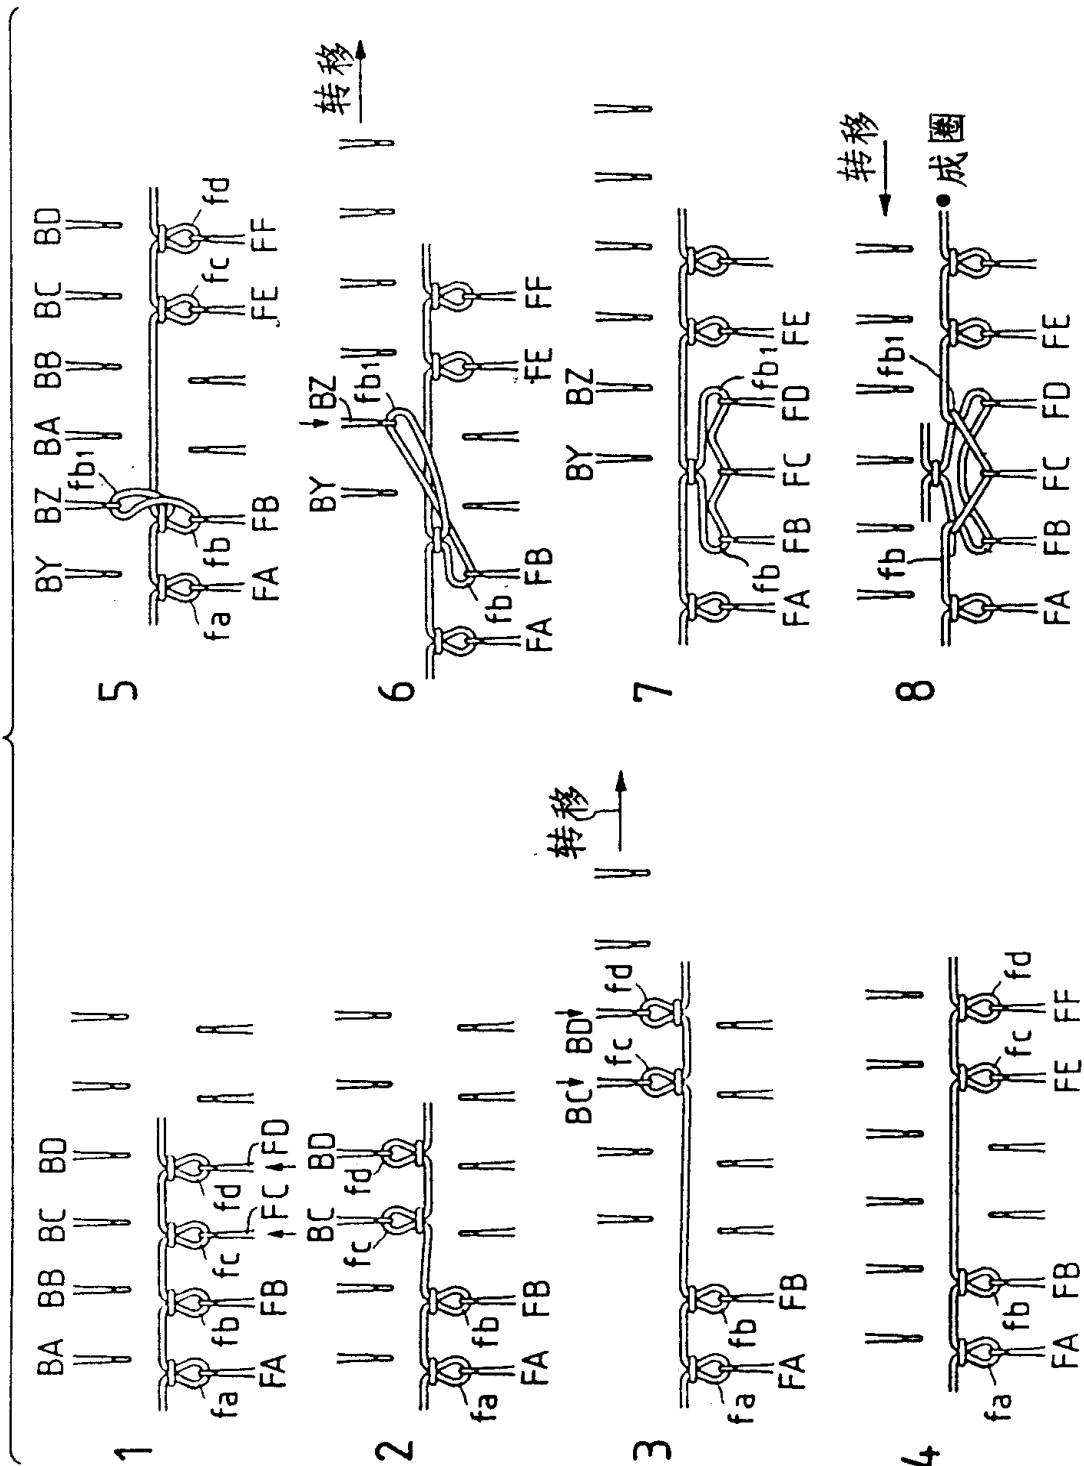 1
BA BB BC BD
fa fb fc fd
FA FB FC FD
2
BC BD
fc fd
fa fb
FA FB
3
转移
BC BD
fc fd
fa fb
FA FB
4
fa fb fc fd
FA FB FE FF
5
BY BZ BA BB BC BD
fb1
fa fb fc fd
FA FB FE FF
6
转移
BY BZ
fb1
fb
FA FB FE FF
7
BY BZ
fb fb1
FA FB FC FD FE
8
转移
fb fb1
成圈
FA FB FC FD FE